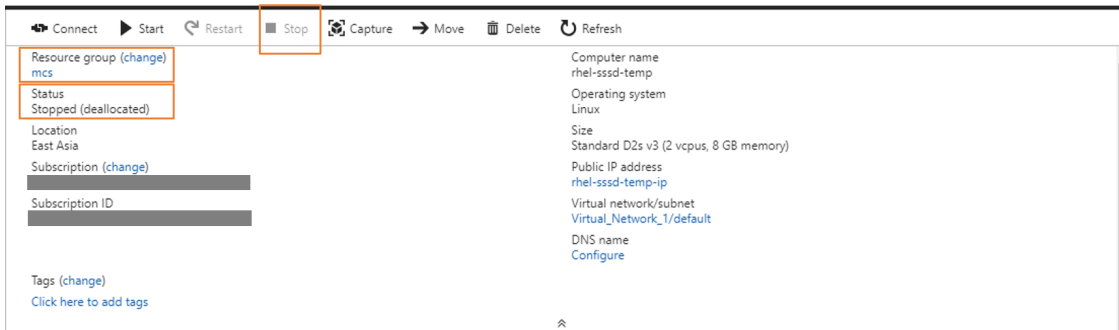 Connect Start Restart Stop Capture Move Delete Refresh
Resource group (change)
mcs
Status
Stopped (deallocated)
Location
East Asia
Subscription (change)
Subscription ID
Tags (change)
Click here to add tags
Computer name
rhel-sssd-temp
Operating system
Linux
Size
Standard D2s v3 (2 vcpus, 8 GB memory)
Public IP address
rhel-sssd-temp-ip
Virtual network/subnet
Virtual_Network_1/default
DNS name
Configure